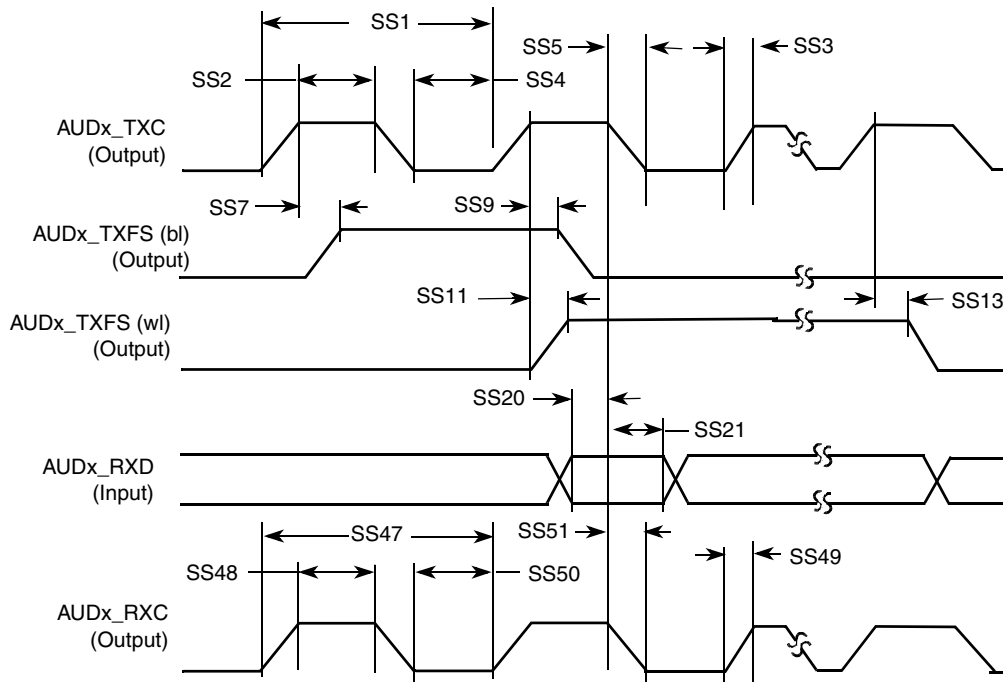 SS1
SS5
SS3
SS2
SS4
AUDx_TXC
(Output)
SS7
SS9
AUDx_TXFS (bl)
(Output)
SS11
SS13
AUDx_TXFS (wl)
(Output)
SS20
SS21
AUDx_RXD
(Input)
SS47
SS51
SS49
SS48
SS50
AUDx_RXC
(Output)